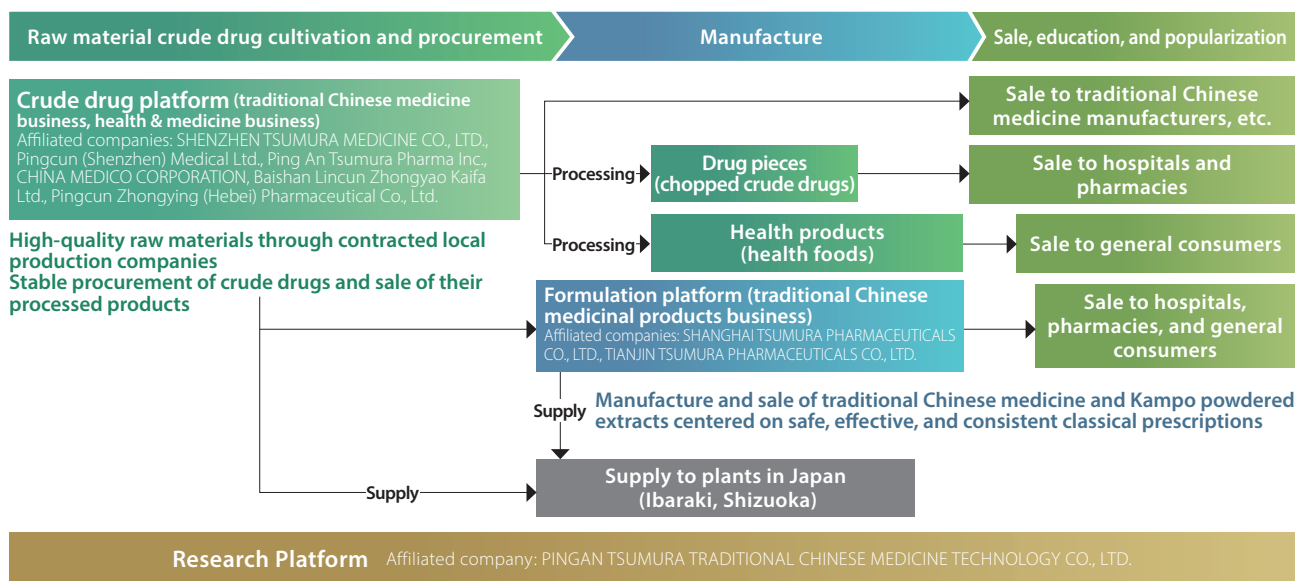 Raw material crude drug cultivation and procurement
Manufacture
Sale, education, and popularization
Crude drug platform (traditional Chinese medicine
business, health & medicine business)
Affiliated companies: SHENZHEN TSUMURA MEDICINE CO., LTD.,
Pingcun (Shenzhen) Medical Ltd., Ping An Tsumura Pharma Inc.,
CHINA MEDICO CORPORATION, Baishan Lincun Zhongyao Kaifa
Ltd., Pingcun Zhongying (Hebei) Pharmaceutical Co., Ltd.
High-quality raw materials through contracted local
production companies
Stable procurement of crude drugs and sale of their
processed products
Sale to traditional Chinese
medicine manufacturers, etc.
Processing
Drug pieces
(chopped crude drugs)
Sale to hospitals and
pharmacies
Processing
Health products
(health foods)
Sale to general consumers
Formulation platform (traditional Chinese
medicinal products business)
Affiliated companies: SHANGHAI TSUMURA PHARMACEUTICALS
CO., LTD., TIANJIN TSUMURA PHARMACEUTICALS CO., LTD.
Sale to hospitals,
pharmacies, and general
consumers
Supply
Manufacture and sale of traditional Chinese medicine and Kampo powdered
extracts centered on safe, effective, and consistent classical prescriptions
Supply
Supply to plants in Japan
(Ibaraki, Shizuoka)
Research Platform Affiliated company: PINGAN TSUMURA TRADITIONAL CHINESE MEDICINE TECHNOLOGY CO., LTD.